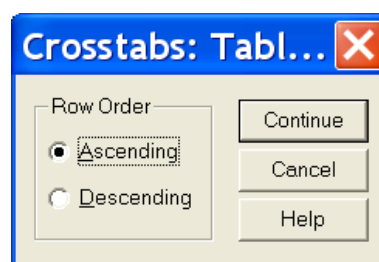 Crosstabs: Tabl...
Row Order
Ascending
Descending
Continue
Cancel
Help